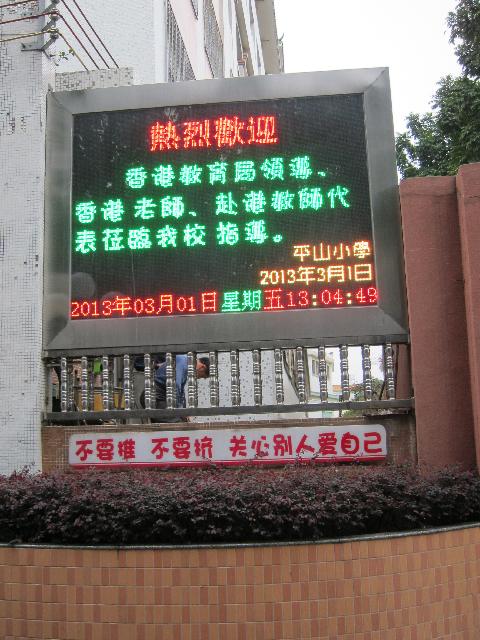 熱烈歡迎
香港教育局領導、
香港老師、赴港教師代
表莅臨我校指導。
平山小學
2013年3月1日
2013年03月01日星期五13:04:49
不要推 不要挤 关心别人爱自己